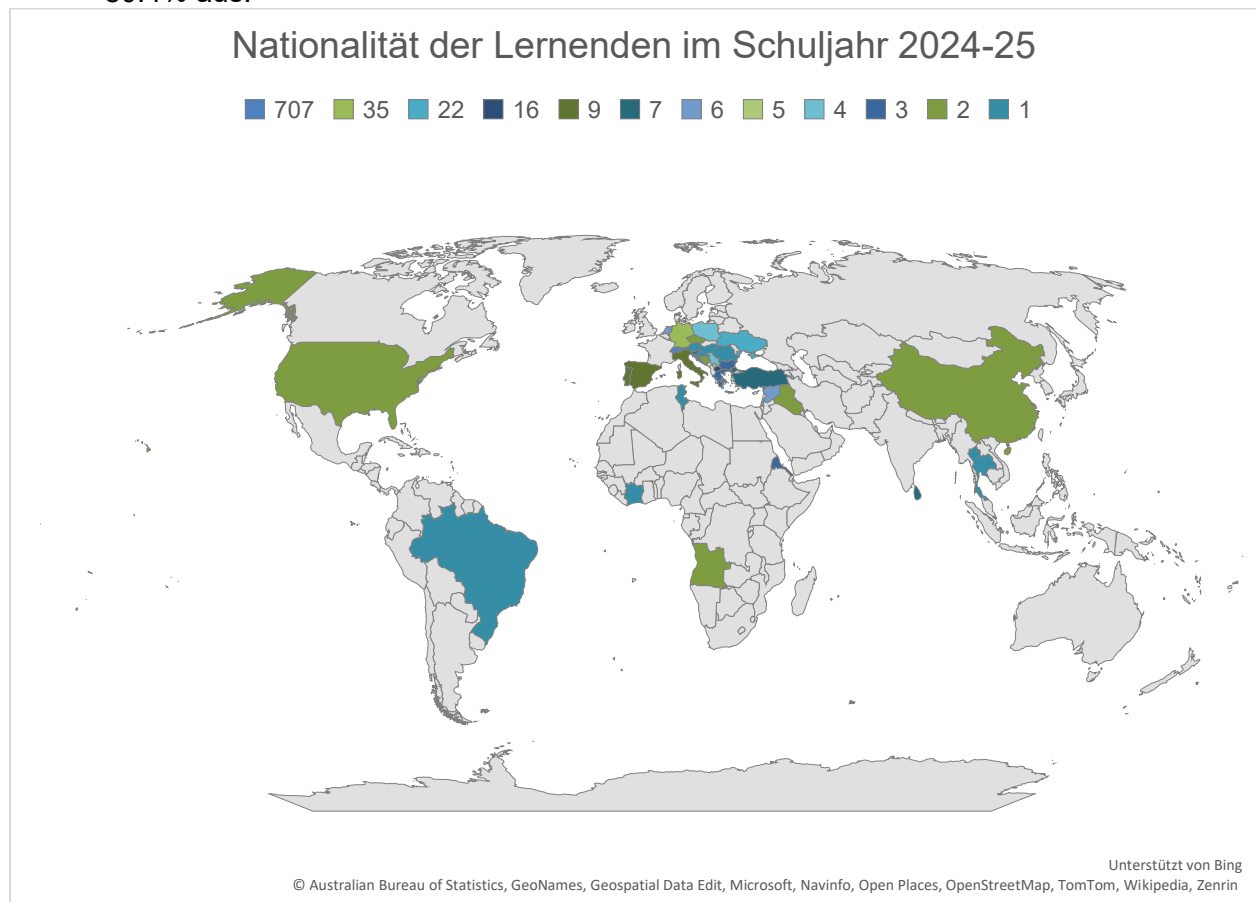 Nationalität der Lernenden im Schuljahr 2024-25
707 35 22 16 9 7 6 5 4 3 2 1
Unterstützt von Bing
© Australian Bureau of Statistics, GeoNames, Geospatial Data Edit, Microsoft, Navinfo, Open Places, OpenStreetMap, TomTom, Wikipedia, Zenrin